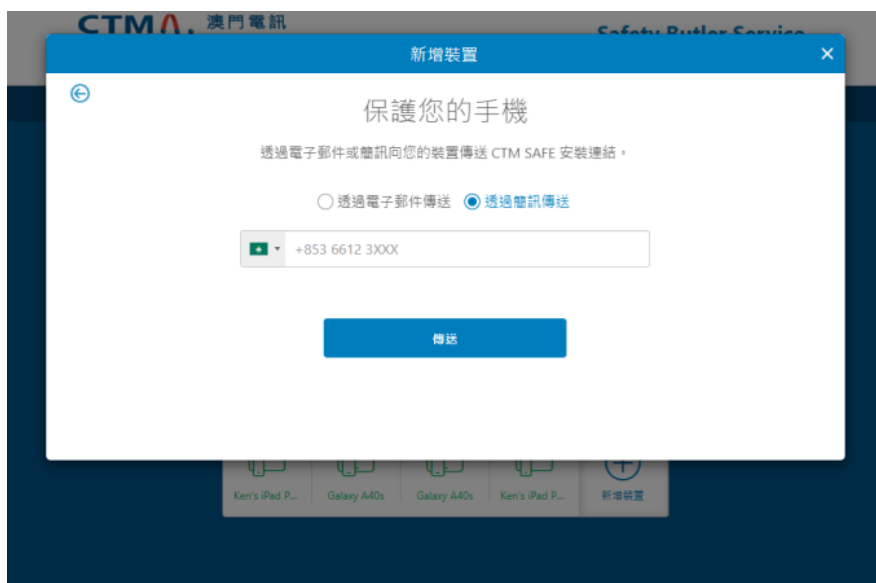 CTM 澳門電訊
Safety Butler Service
新增裝置
保護您的手機
透過電子郵件或簡訊向您的裝置傳送 CTM SAFE 安裝連結。
透過電子郵件傳送 透過簡訊傳送
+853 6612 3XXX
傳送
Ken's iPad P... Galaxy A40s Galaxy A40s Ken's iPad P... 新增裝置